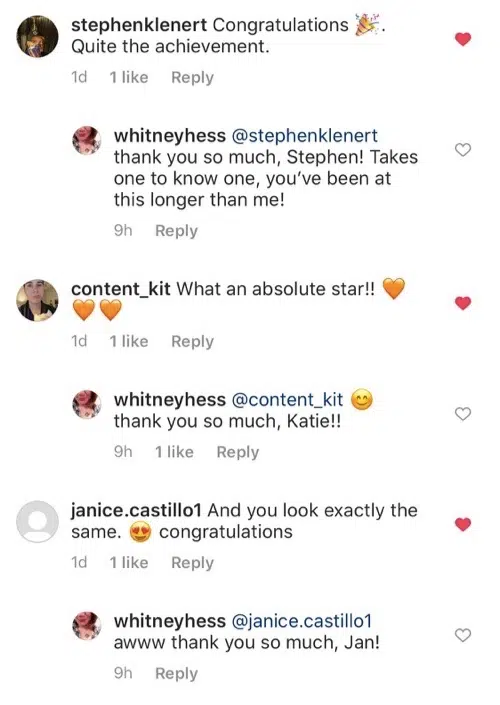 stephenklenert Congratulations 🎉.
Quite the achievement.
1d 1 like Reply
whitneyhess @stephenklenert
thank you so much, Stephen! Takes
one to know one, you’ve been at
this longer than me!
9h Reply
content_kit What an absolute star!! 🧡
🧡🧡
1d 1 like Reply
whitneyhess @content_kit 😊
thank you so much, Katie!!
9h 1 like Reply
janice.castillo1 And you look exactly the
same. 😍 congratulations
1d 1 like Reply
whitneyhess @janice.castillo1
awww thank you so much, Jan!
9h Reply